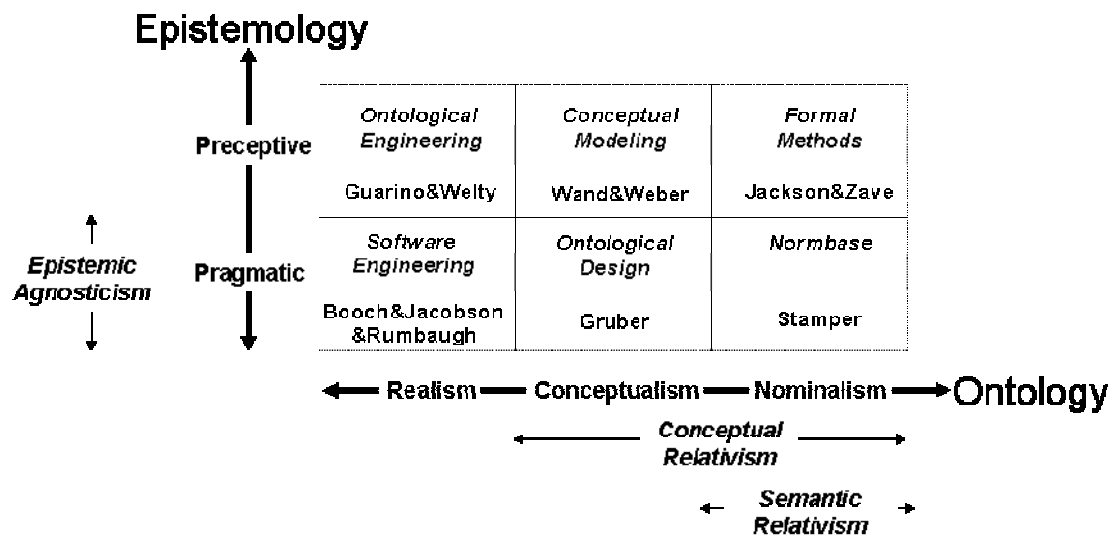 Epistemology
Ontological
Engineering
Conceptual
Modeling
Formal
Methods
Preceptive
Guarino&Welty
Wand&Weber
Jackson&Zave
Software
Engineering
Ontological
Design
Normbase
Epistemic
Agnosticism
Pragmatic
Booch&Jacobson
&Rumbaugh
Gruber
Stamper
Realism
Conceptualism
Nominalism
Ontology
Conceptual
Relativism
Semantic
Relativism